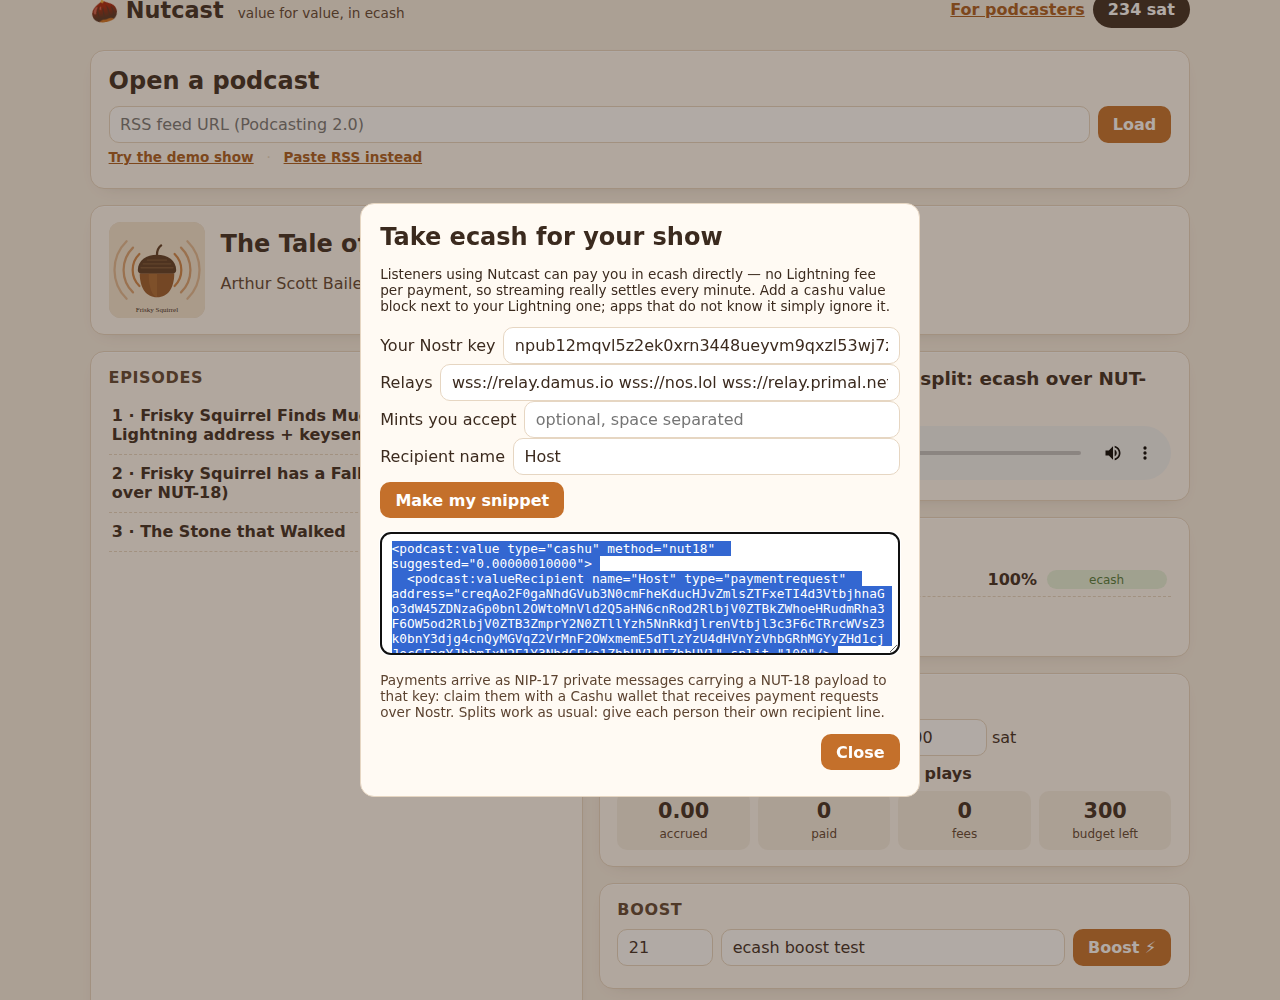 Nutcast value for value, in ecash
For podcasters 234 sat
Open a podcast
RSS feed URL (Podcasting 2.0) Load
Try the demo show · Paste RSS instead
Frisky Squirrel
The Tale of
Arthur Scott Baile
EPISODES
1 · Frisky Squirrel Finds
Lightning address +
2 · Frisky Squirrel has a Fall
over NUT-18)
3 · The Stone that Walked
Take ecash for your show
Listeners using Nutcast can pay you in ecash directly — no Lightning fee
per payment, so streaming really settles every minute. Add a cashu value
block next to your Lightning one; apps that do not know it simply ignore it.
Your Nostr key npub12mqvl5z2ek0xrn3448ueyvm9qxzl53wj7z
Relays wss://relay.damus.io wss://nos.lol wss://relay.primal.net
Mints you accept optional, space separated
Recipient name Host
Make my snippet
<podcast:value type="cashu" method="nut18"
suggested="0.00000010000">
<podcast:valueRecipient name="Host" type="paymentrequest"
address="creqAo2F0gaNhdGVub3N0cmFheKducHJvZmlsZTFxeTI4d3VtbjhnaG
o3dW45ZDNzaGp0bnl2OWtoMnVld2Q5aHN6cnRod2RlbjV0ZTBkZWhoeHRudmRha3
F6OW5od2RlbjV0ZTB3ZmprY2N0ZTllYzh5NnRkdjlrenVtbjl3c3F6cTRrcWVsZ3
k0bnY3djg4cnQyMGVqZ2VrMnF2OWxmemE5dTlzYzU4dHVnYzVhbGRhMGYyZHd1cj
Payments arrive as NIP-17 private messages carrying a NUT-18 payload to
that key: claim them with a Cashu wallet that receives payment requests
over Nostr. Splits work as usual: give each person their own recipient line.
Close
split: ecash over NUT-
100% ecash
sat
plays
0.00 accrued
0 paid
0 fees
300 budget left
BOOST
21 ecash boost test Boost ⚡